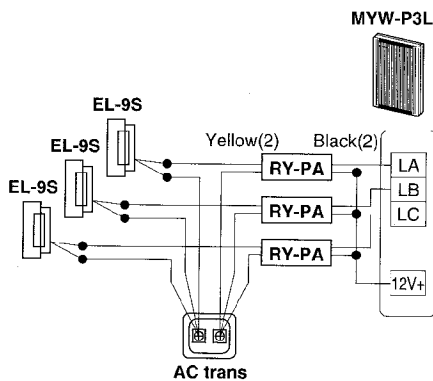 MYW-P3L
EL-9S
Yellow(2) Black(2)
EL-9S
RY-PA
LA
EL-9S
LB
RY-PA
LC
RY-PA
12V+
AC trans